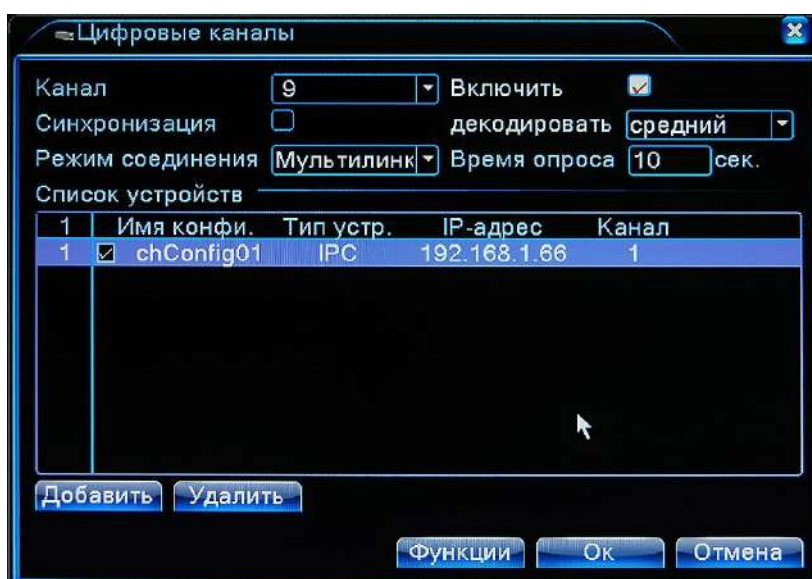 Цифровые каналы
Канал 9 Включить
Синхронизация декодировать средний
Режим соединения Мультилинк Время опроса 10 сек.
Список устройств
1 Имя конфи. Тип устр. IP-адрес Канал
1 chConfig01 IPC 192.168.1.66 1
Добавить Удалить
Функции Ок Отмена